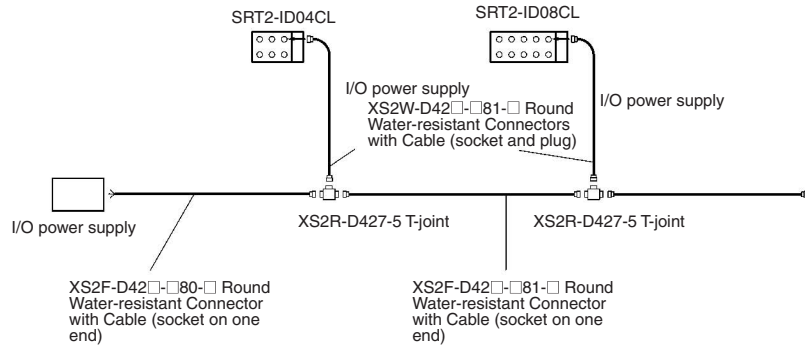 SRT2-ID04CL
SRT2-ID08CL
I/O power supply
XS2W-D42□-□81-□ Round
Water-resistant Connectors
with Cable (socket and plug)
I/O power supply
I/O power supply
XS2R-D427-5 T-joint
XS2R-D427-5 T-joint
XS2F-D42□-□80-□ Round
Water-resistant Connector
with Cable (socket on one
end)
XS2F-D42□-□81-□ Round
Water-resistant Connector
with Cable (socket on one
end)